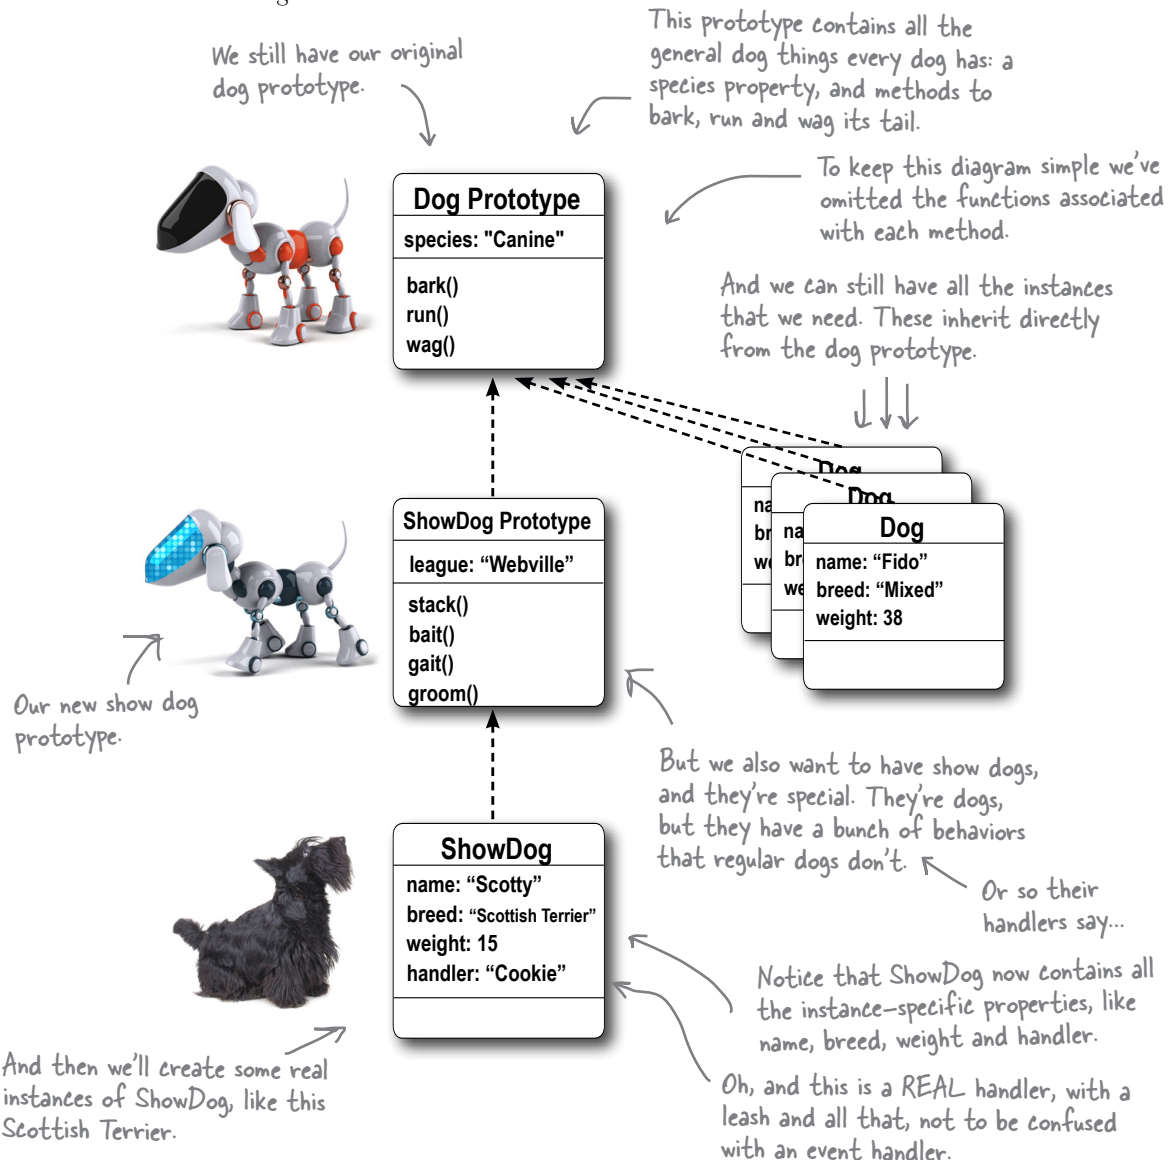 We still have our original
dog prototype.
This prototype contains all the
general dog things every dog has: a
species property, and methods to
bark, run and wag its tail.
To keep this diagram simple we've
omitted the functions associated
with each method.
Dog Prototype
species: "Canine"
bark()
run()
wag()
And we can still have all the instances
that we need. These inherit directly
from the dog prototype.
Dog
na
br
we
Dog
na
br
we
Dog
name: “Fido”
breed: “Mixed”
weight: 38
ShowDog Prototype
league: “Webville”
stack()
bait()
gait()
groom()
Our new show dog
prototype.
But we also want to have show dogs,
and they're special. They're dogs,
but they have a bunch of behaviors
that regular dogs don't.
Or so their
handlers say...
ShowDog
name: “Scotty”
breed: “Scottish Terrier”
weight: 15
handler: “Cookie”
Notice that ShowDog now contains all
the instance-specific properties, like
name, breed, weight and handler.
Oh, and this is a REAL handler, with a
leash and all that, not to be confused
with an event handler.
And then we'll create some real
instances of ShowDog, like this
Scottish Terrier.